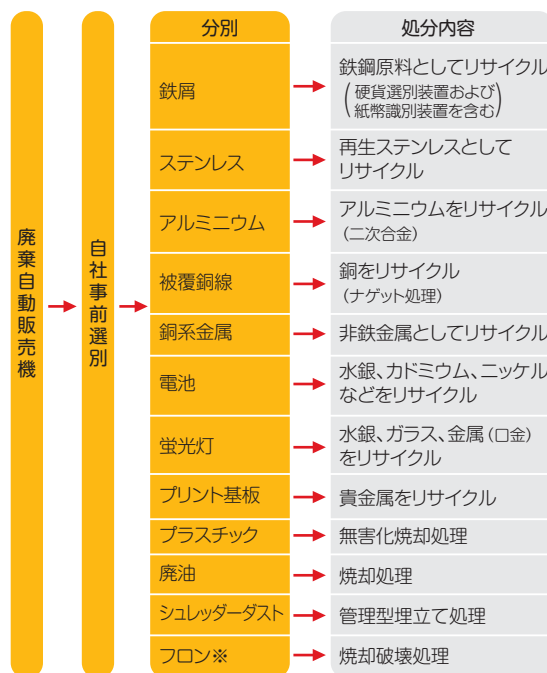 廃棄自動販売機
自社事前選別
分別
処分内容
鉄屑
鉄鋼原料としてリサイクル
(硬貨選別装置および
紙幣識別装置を含む)
ステンレス
再生ステンレスとして
リサイクル
アルミニウム
アルミニウムをリサイクル
(二次合金)
被覆銅線
銅をリサイクル
(ナゲット処理)
銅系金属
非鉄金属としてリサイクル
電池
水銀、カドミウム、ニッケル
などをリサイクル
蛍光灯
水銀、ガラス、金属(口金)
をリサイクル
プリント基板
貴金属をリサイクル
プラスチック
無害化焼却処理
廃油
焼却処理
シュレッダーダスト
管理型埋立て処理
フロン※
焼却破壊処理